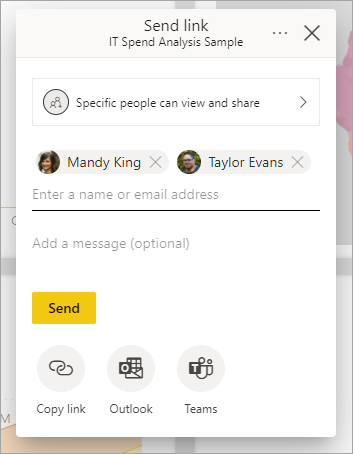 Send link
IT Spend Analysis Sample
Specific people can view and share
Mandy King Taylor Evans
Enter a name or email address
Add a message (optional)
Send
Copy link Outlook Teams